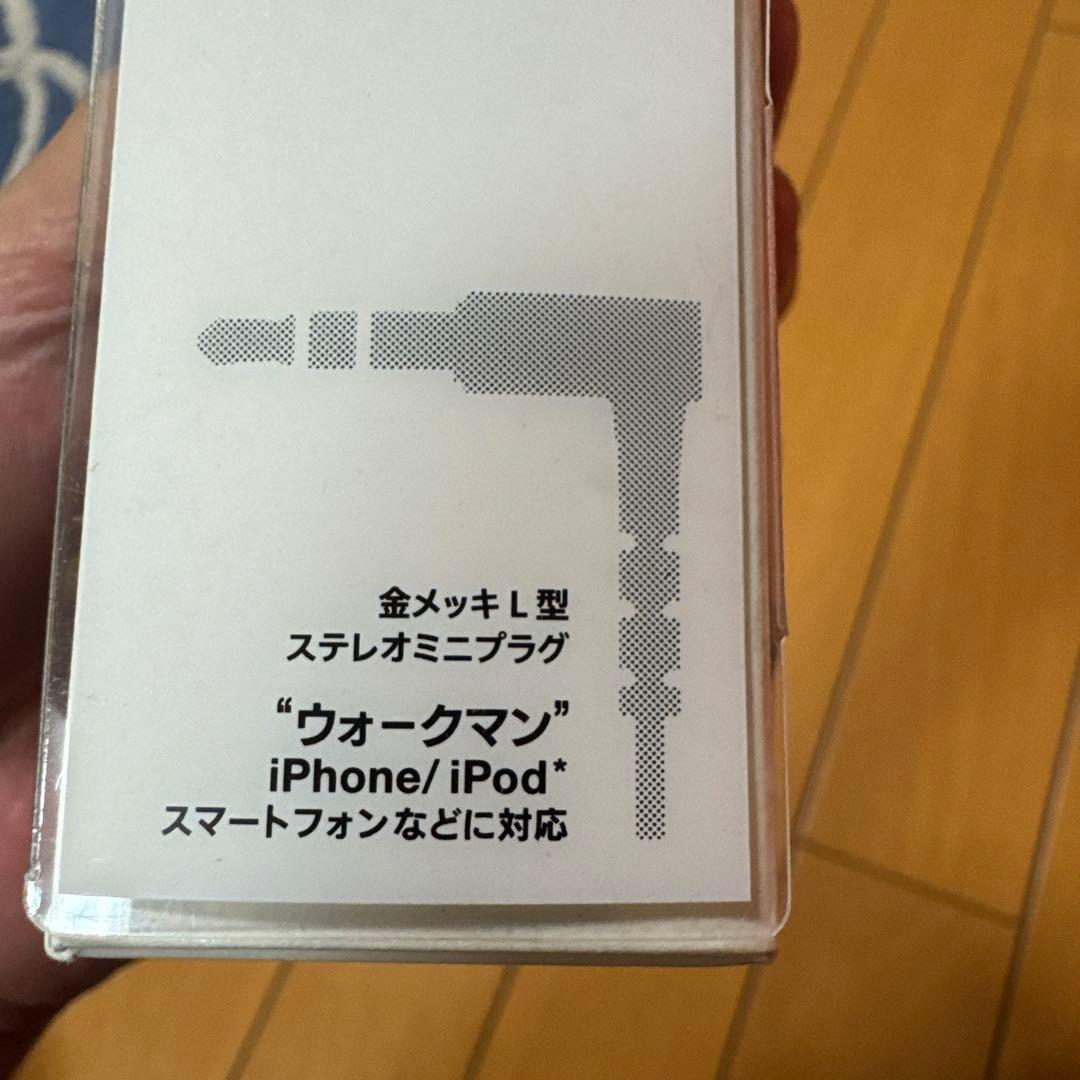 金メッキL型
ステレオミニプラグ
“ウォークマン”
iPhone/ iPod*
スマートフォンなどに対応